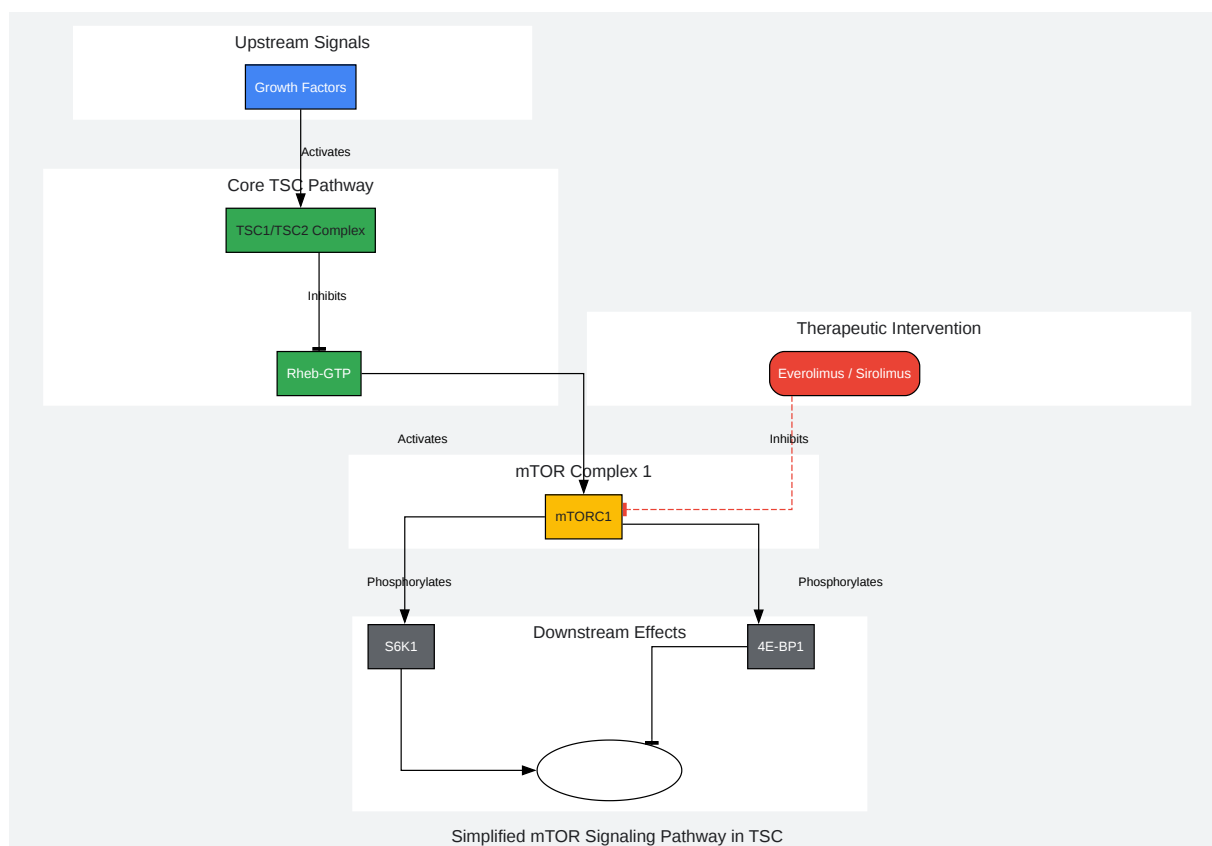 Upstream Signals
Growth Factors
Activates
Core TSC Pathway
TSC1/TSC2 Complex
Inhibits
Rheb-GTP
Therapeutic Intervention
Everolimus / Sirolimus
Activates
Inhibits
mTOR Complex 1
mTORC1
Phosphorylates
Phosphorylates
Downstream Effects
S6K1
4E-BP1
Simplified mTOR Signaling Pathway in TSC